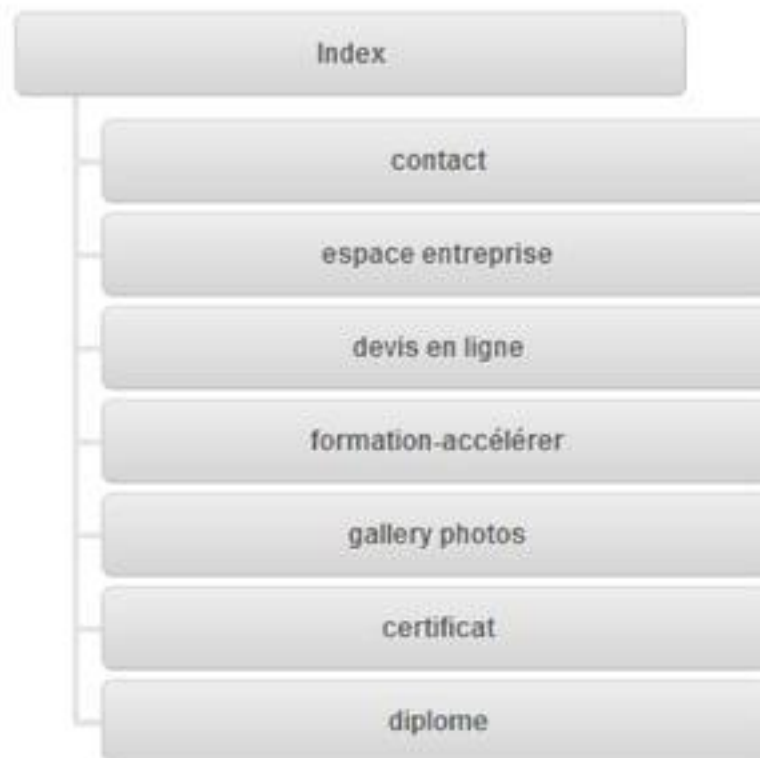 Index
contact
espace entreprise
devis en ligne
formation-accélérer
gallery photos
certificat
diplome